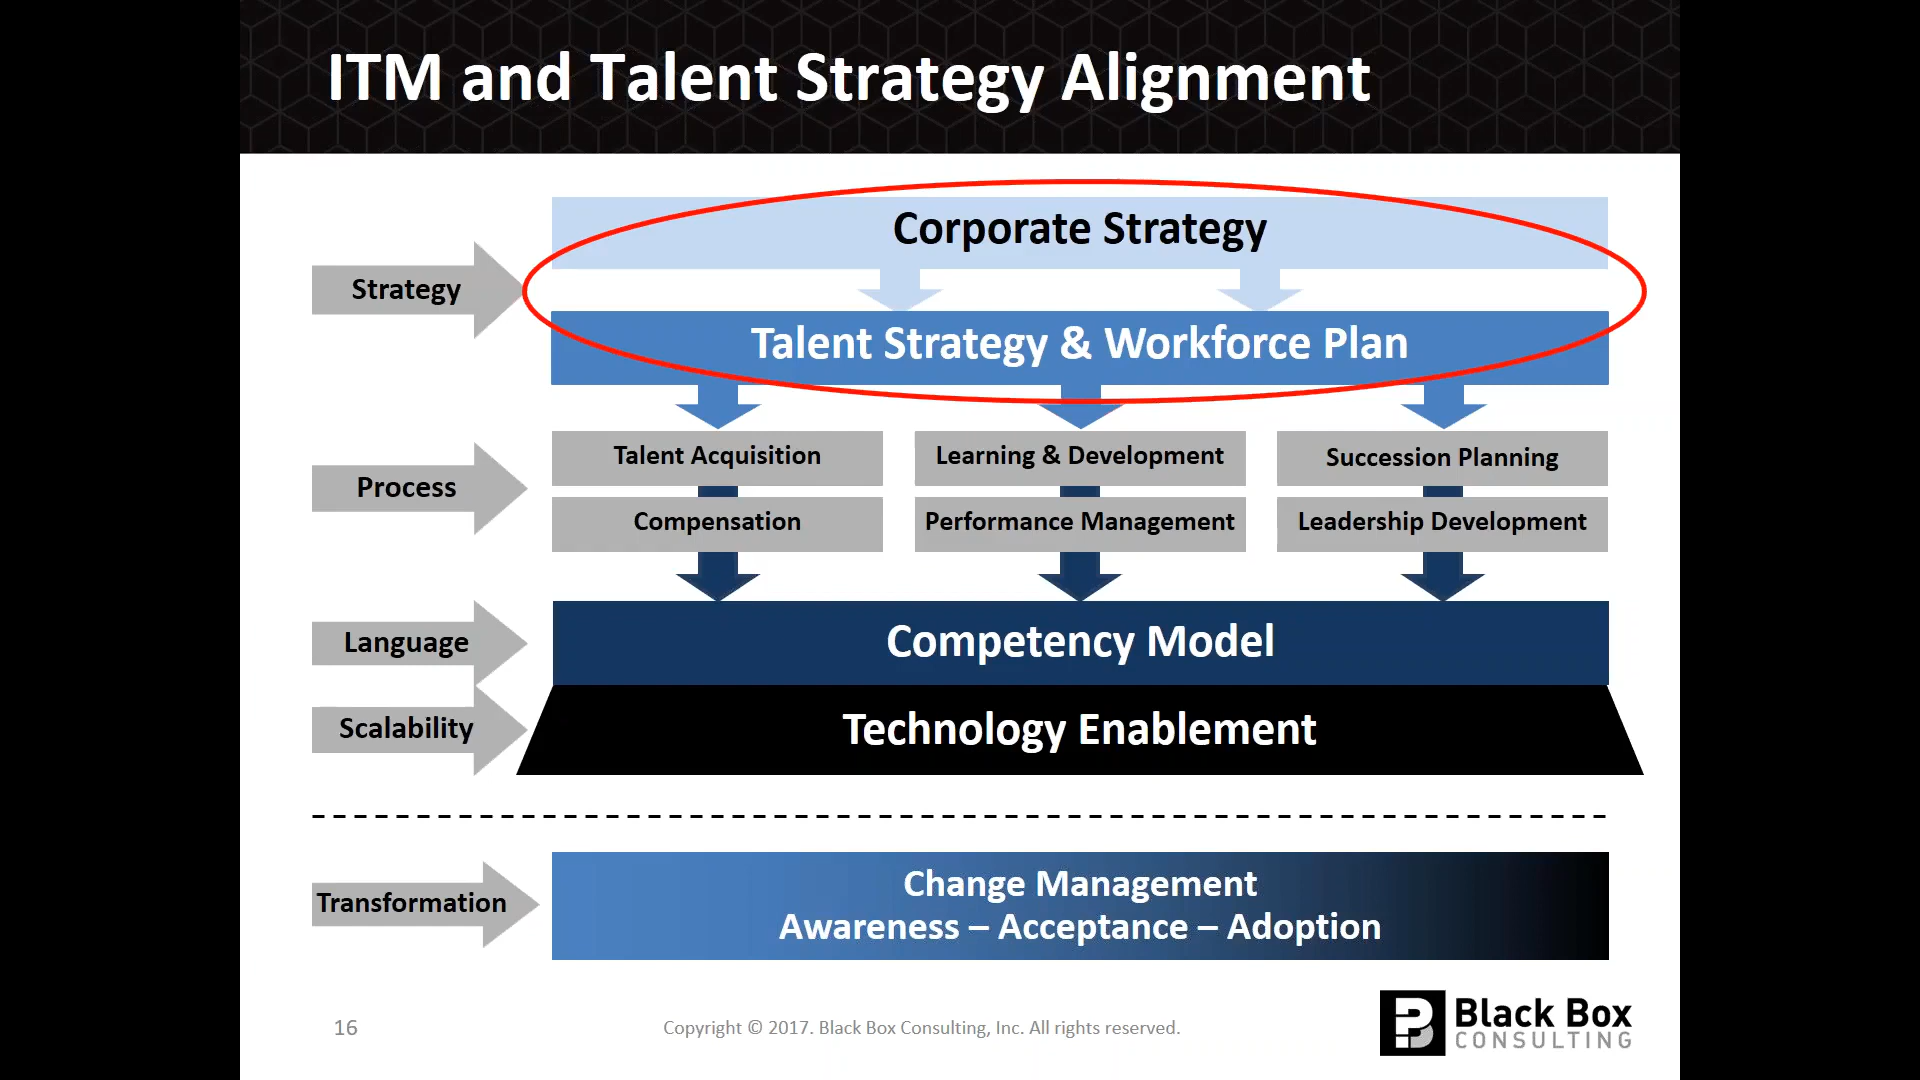 ITM and Talent Strategy Alignment
Corporate Strategy
Strategy
Talent Strategy & Workforce Plan
Talent Acquisition
Learning & Development
Succession Planning
Process
Compensation
Performance Management
Leadership Development
Language
Competency Model
Scalability
Technology Enablement
Transformation
Change Management
Awareness – Acceptance – Adoption
16
Copyright © 2017. Black Box Consulting, Inc. All rights reserved.
Black Box
CONSULTING